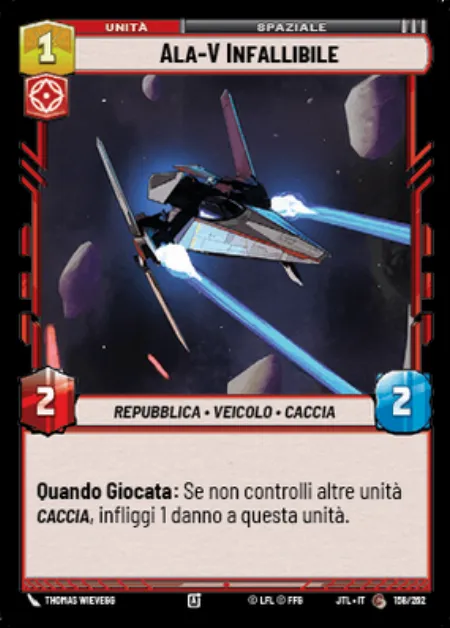 UNITÀ
SPAZIALE
1
ALA-V INFALLIBILE
2
REPUBBLICA • VEICOLO • CACCIA
2
Quando Giocata: Se non controlli altre unità
CACCIA, infliggi 1 danno a questa unità.
THOMAS WIEVEGG
© LFL © FFG
JTL • IT
C
158/262